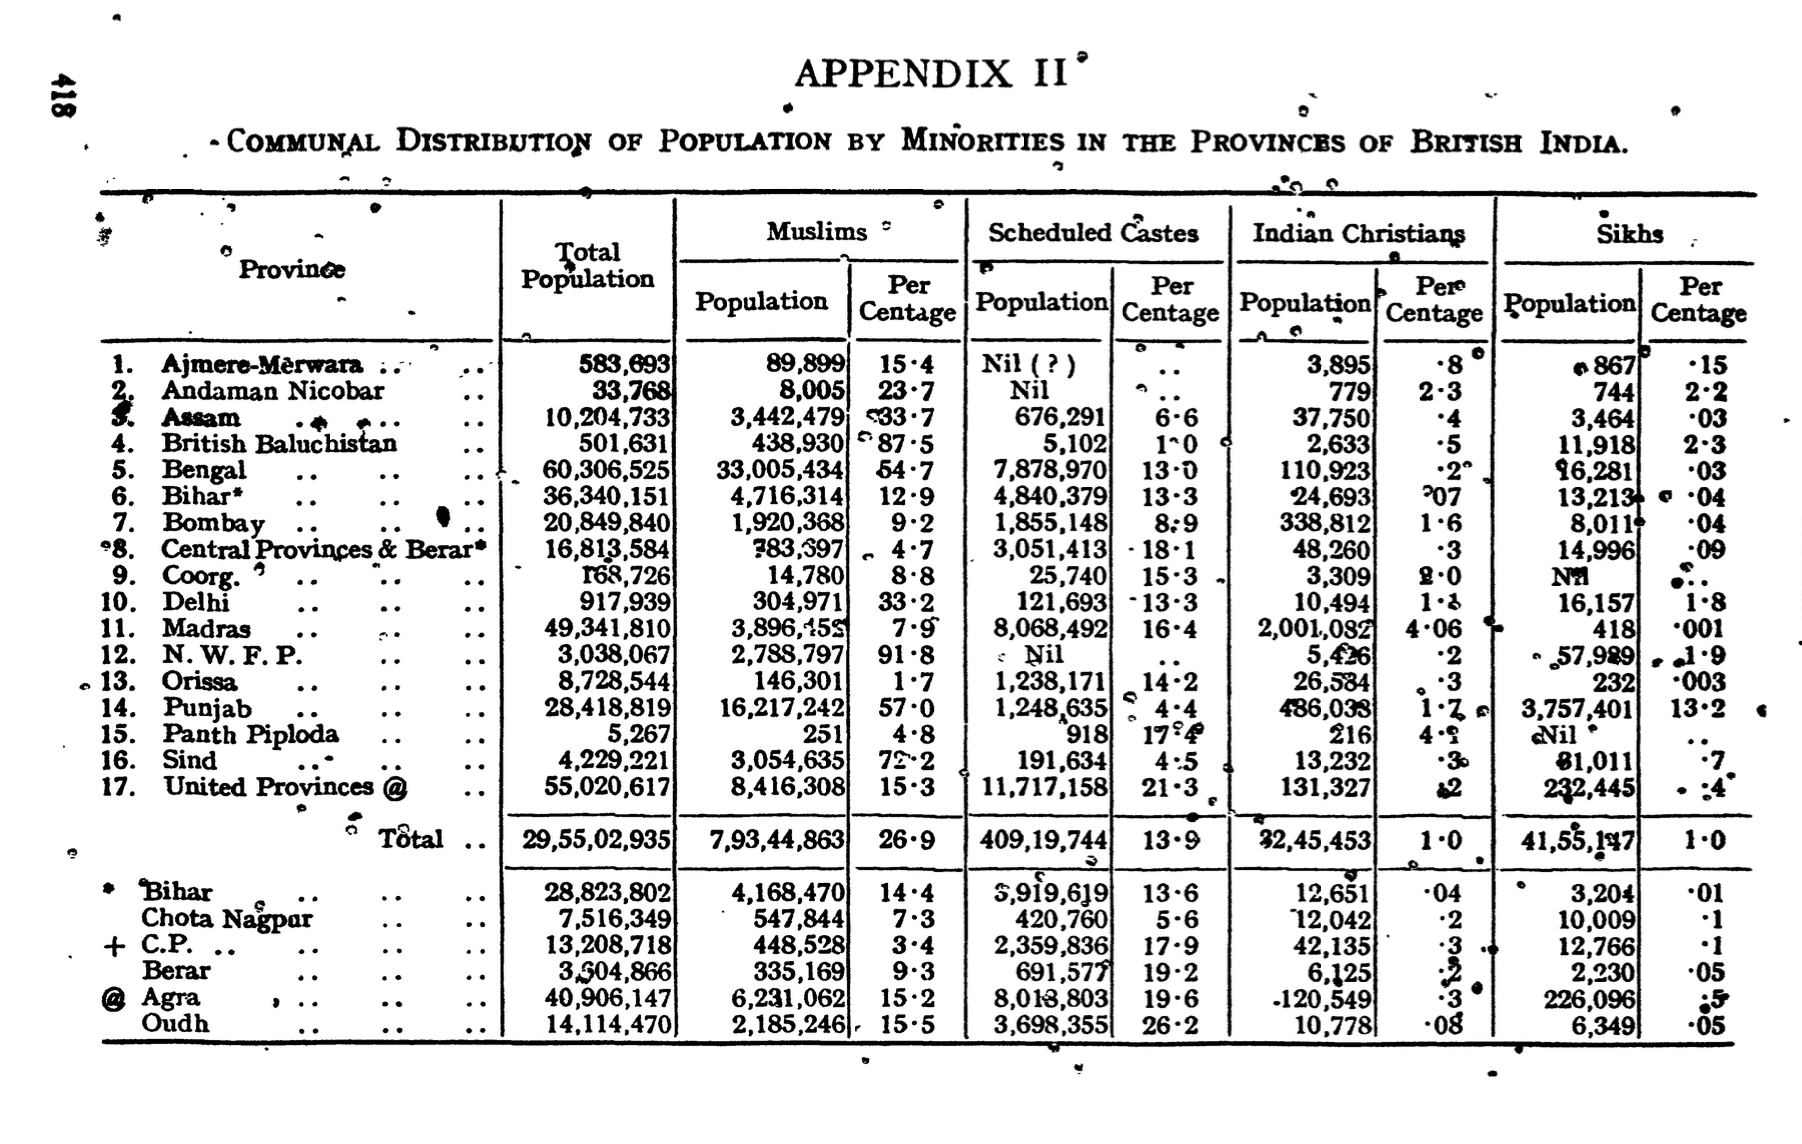 418
APPENDIX II
COMMUNAL DISTRIBUTION OF POPULATION BY MINORITIES IN THE PROVINCES OF BRITISH INDIA.
Province Total Population Muslims Scheduled Castes Indian Christians Sikhs
Population Per Centage Population Per Centage Population Per Centage Population Per Centage
1. Ajmere-Merwara .. .. 583,693 89,899 15·4 Nil (?) .. 3,895 ·8 867 ·15
2. Andaman Nicobar .. 33,768 8,005 23·7 Nil .. 779 2·3 744 2·2
3. Assam .. .. .. 10,204,733 3,442,479 33·7 676,291 6·6 37,750 ·4 3,464 ·03
4. British Baluchistan .. 501,631 438,930 87·5 5,102 1·0 2,633 ·5 11,918 2·3
5. Bengal .. .. .. 60,306,525 33,005,434 54·7 7,878,970 13·0 110,923 ·2 16,281 ·03
6. Bihar* .. .. .. 36,340,151 4,716,314 12·9 4,840,379 13·3 24,693 ·07 13,213 ·04
7. Bombay .. .. .. 20,849,840 1,920,368 9·2 1,855,148 8·9 338,812 1·6 8,011 ·04
8. Central Provinces & Berar* 16,813,584 783,697 4·7 3,051,413 18·1 48,260 ·3 14,996 ·09
9. Coorg. .. .. .. 168,726 14,780 8·8 25,740 15·3 3,309 2·0 Nil ..
10. Delhi .. .. .. 917,939 304,971 33·2 121,693 13·3 10,494 16,157 1·8
11. Madras .. .. .. 49,341,810 7·9 8,068,492 16·4 2,001,082 4·06 418 ·001
12. N. W. F. P. .. .. 3,038,067 2,788,797 91·8 Nil .. 5,426 ·2 57,989 1·9
13. Orissa .. .. .. 8,728,544 146,301 1·7 1,238,171 14·2 26,584 ·3 232 ·003
14. Punjab .. .. .. 28,418,819 16,217,242 57·0 1,248,635 4·4 486,038 1·7 3,757,401 13·2
15. Panth Piploda .. .. 5,267 251 4·8 918 17·4 216 Nil ..
16. Sind .. .. .. 4,229,221 3,054,635 72·2 191,634 4·5 13,232 ·3 31,011 ·7
17. United Provinces @ .. 55,020,617 8,416,308 15·3 11,717,158 21·3 131,327 ·2 232,445 ·4
Total .. 29,55,02,935 7,93,44,863 26·9 409,19,744 13·9 32,45,453 1·0 41,55,147 1·0
* Bihar .. .. .. 28,823,802 4,168,470 14·4 3,919,619 13·6 12,651 ·04 3,204 ·01
Chota Nagpur .. .. 7,516,349 547,844 7·3 420,760 5·6 12,042 ·2 10,009 ·1
+ C.P. .. .. .. .. 13,208,718 448,528 3·4 2,359,836 17·9 42,135 ·3 12,766 ·1
Berar .. .. .. 3,604,866 335,169 9·3 691,577 19·2 6,125 ·2 2,230 ·05
@ Agra .. .. .. 40,906,147 6,231,062 15·2 8,018,803 19·6 120,549 ·3 226,096 ·5
Oudh .. .. .. 14,114,470 2,185,246 15·5 3,698,355 26·2 10,778 ·08 6,349 ·05